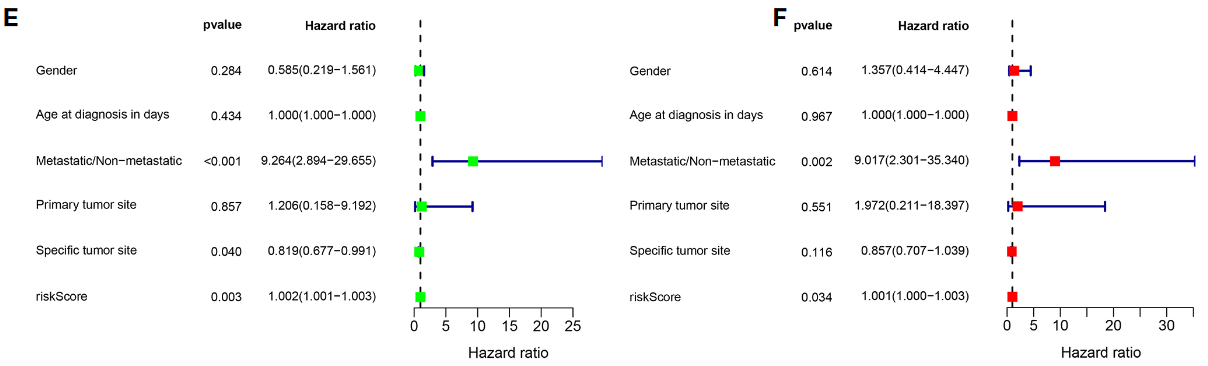 E
pvalue Hazard ratio
Gender 0.284 0.585(0.219−1.561)
Age at diagnosis in days 0.434 1.000(1.000−1.000)
Metastatic/Non−metastatic <0.001 9.264(2.894−29.655)
Primary tumor site 0.857 1.206(0.158−9.192)
Specific tumor site 0.040 0.819(0.677−0.991)
riskScore 0.003 1.002(1.001−1.003)
0 5 10 15 20 25
Hazard ratio
F
pvalue Hazard ratio
Gender 0.614 1.357(0.414−4.447)
Age at diagnosis in days 0.967 1.000(1.000−1.000)
Metastatic/Non−metastatic 0.002 9.017(2.301−35.340)
Primary tumor site 0.551 1.972(0.211−18.397)
Specific tumor site 0.116 0.857(0.707−1.039)
riskScore 0.034 1.001(1.000−1.003)
0 5 10 20 30
Hazard ratio